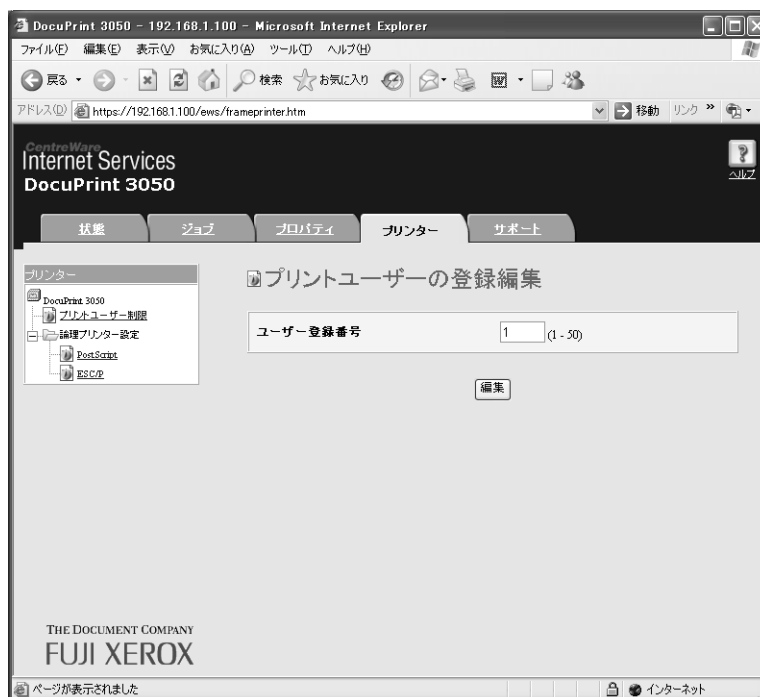 DocuPrint 3050 - 192.168.1.100 - Microsoft Internet Explorer
ファイル(F) 編集(E) 表示(V) お気に入り(A) ツール(T) ヘルプ(H)
戻る 検索 お気に入り
アドレス(D) https://192.168.1.100/ews/frameprinter.htm 移動 リンク »
CentreWare
Internet Services
DocuPrint 3050
ヘルプ
状態 ジョブ プロパティ プリンター サポート
プリンター
DocuPrint 3050
プリントユーザー制限
論理プリンター設定
PostScript
ESC/P
プリントユーザーの登録編集
ユーザー登録番号 1 (1 - 50)
編集
THE DOCUMENT COMPANY
FUJI XEROX
ページが表示されました インターネット